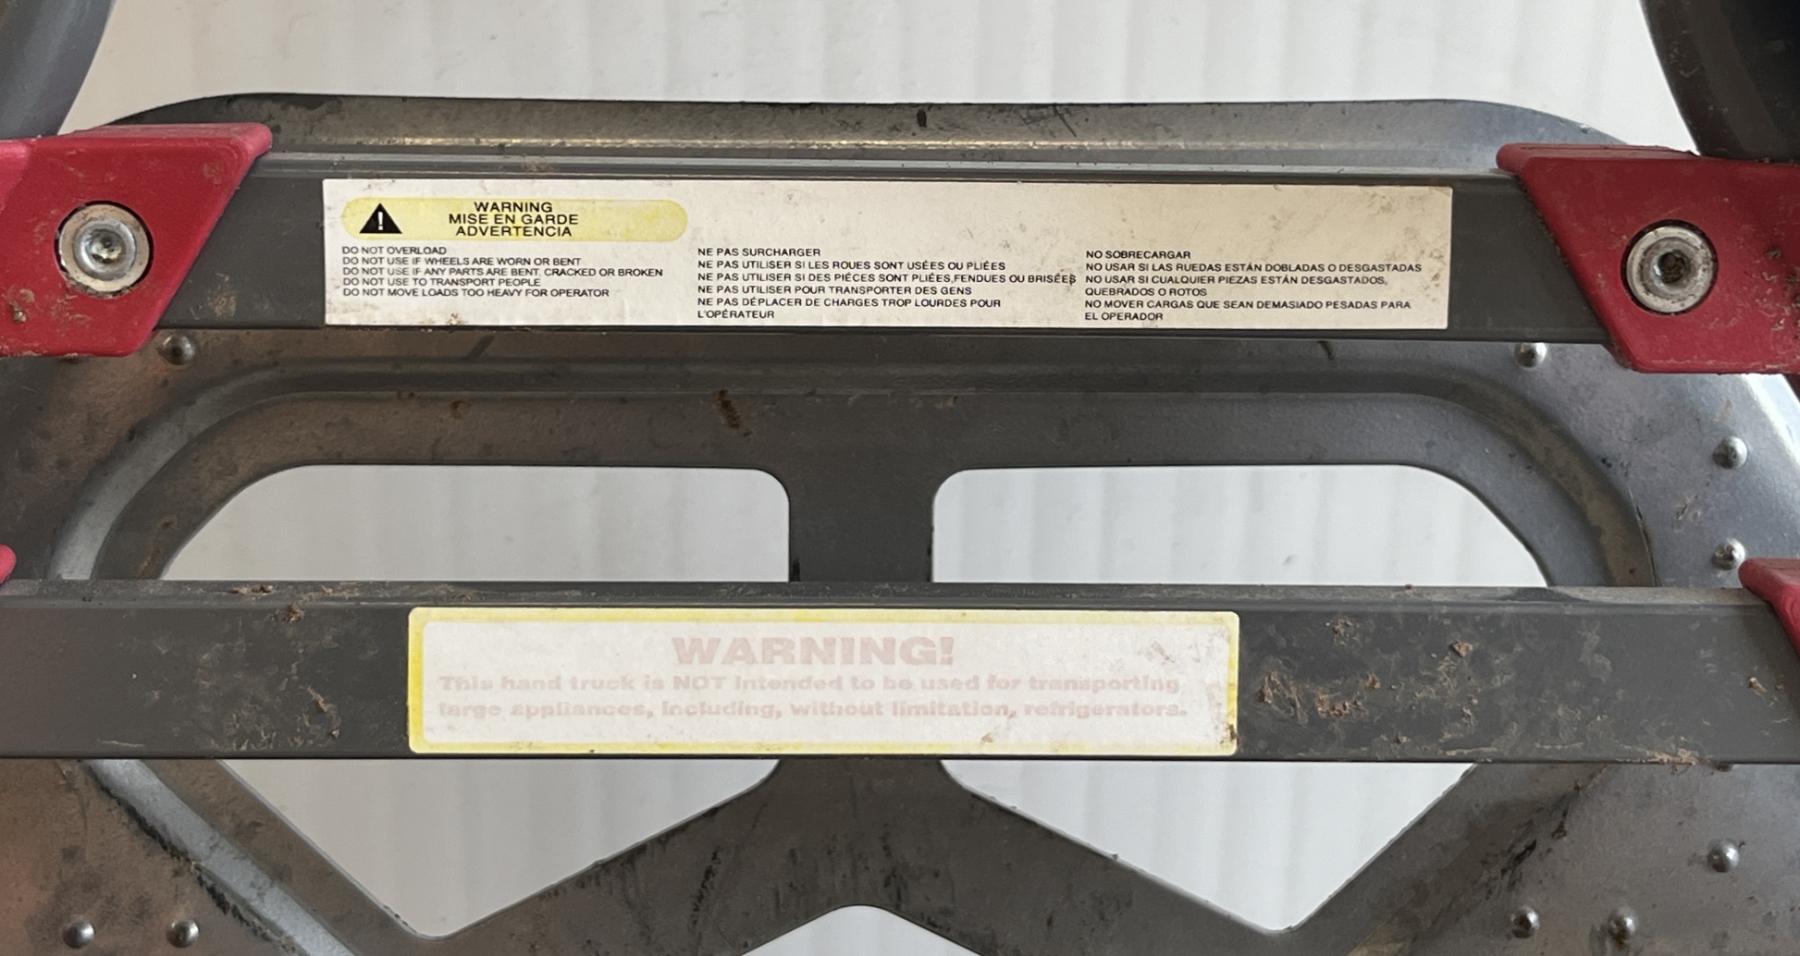 WARNING
MISE EN GARDE
ADVERTENCIA
DO NOT OVERLOAD
DO NOT USE IF WHEELS ARE WORN OR BENT
DO NOT USE IF ANY PARTS ARE BENT, CRACKED OR BROKEN
DO NOT USE TO TRANSPORT PEOPLE
DO NOT MOVE LOADS TOO HEAVY FOR OPERATOR
NE PAS SURCHARGER
NE PAS UTILISER SI LES ROUES SONT USÉES OU PLIÉES
NE PAS UTILISER SI DES PIÉCES SONT PLIÉES,FENDUES OU BRISÉES
NE PAS UTILISER POUR TRANSPORTER DES GENS
NE PAS DÉPLACER DE CHARGES TROP LOURDES POUR
L'OPÉRATEUR
NO SOBRECARGAR
NO USAR SI LAS RUEDAS ESTÁN DOBLADAS O DESGASTADAS
NO USAR SI CUALQUIER PIEZAS ESTÁN DESGASTADOS,
QUEBRADOS O ROTOS
NO MOVER CARGAS QUE SEAN DEMASIADO PESADAS PARA
EL OPERADOR
WARNING!
This hand truck is NOT intended to be used for transporting
large appliances, including, without limitation, refrigerators.